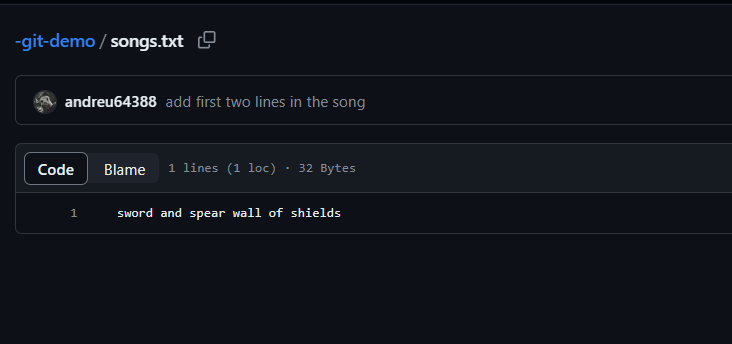 -git-demo / songs.txt
andreu64388 add first two lines in the song
Code Blame 1 lines (1 loc) · 32 Bytes
1 sword and spear wall of shields